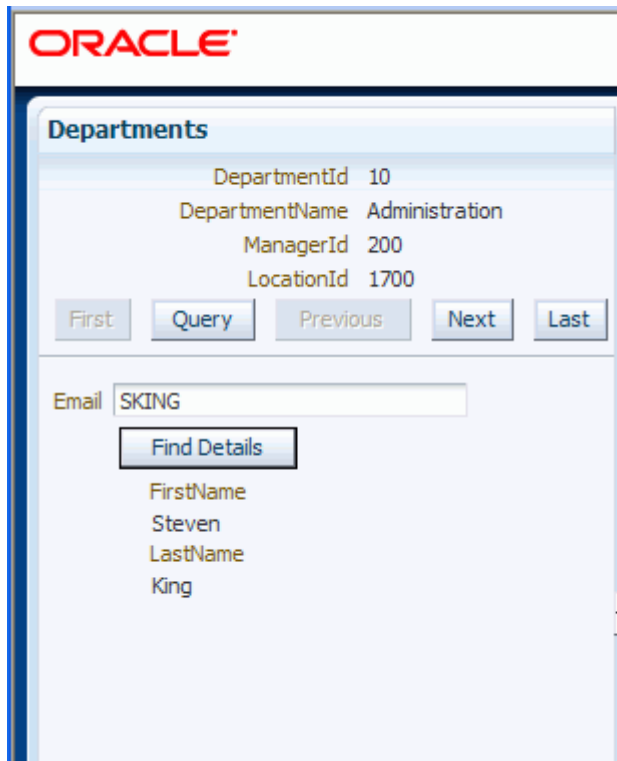 ORACLE
Departments
DepartmentId 10
DepartmentName Administration
ManagerId 200
LocationId 1700
First Query Previous Next Last
Email SKING
Find Details
FirstName
Steven
LastName
King